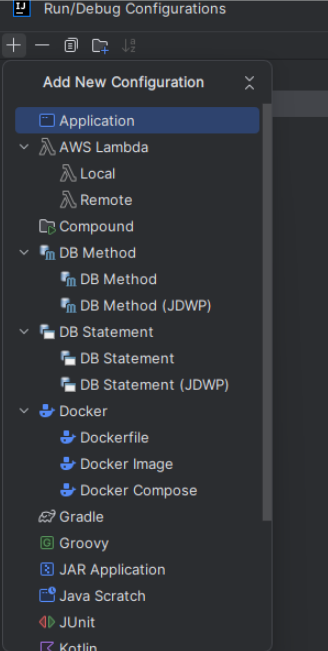 IJ Run/Debug Configurations
Add New Configuration
Application
AWS Lambda
Local
Remote
Compound
DB Method
DB Method
DB Method (JDWP)
DB Statement
DB Statement
DB Statement (JDWP)
Docker
Dockerfile
Docker Image
Docker Compose
Gradle
G Groovy
JAR Application
Java Scratch
JUnit
Kotlin